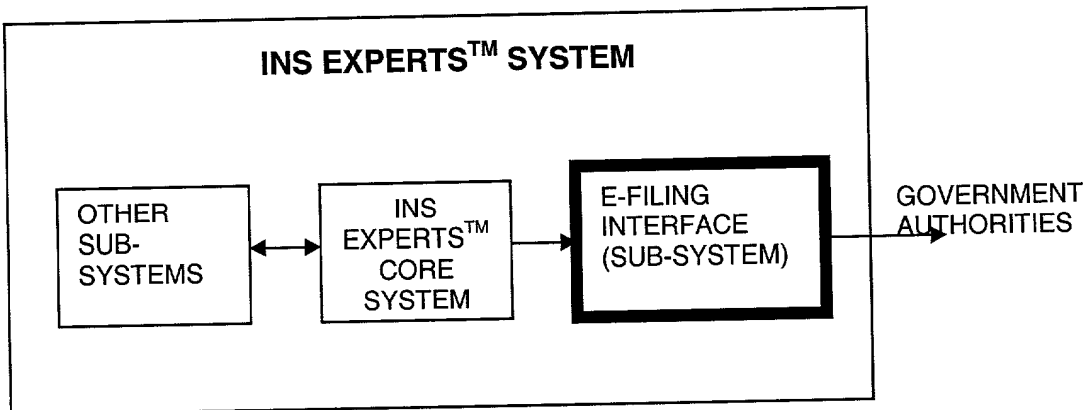 INS EXPERTS™ SYSTEM
OTHER
SUB-
SYSTEMS
INS
EXPERTS™
CORE
SYSTEM
E-FILING
INTERFACE
(SUB-SYSTEM)
GOVERNMENT
AUTHORITIES